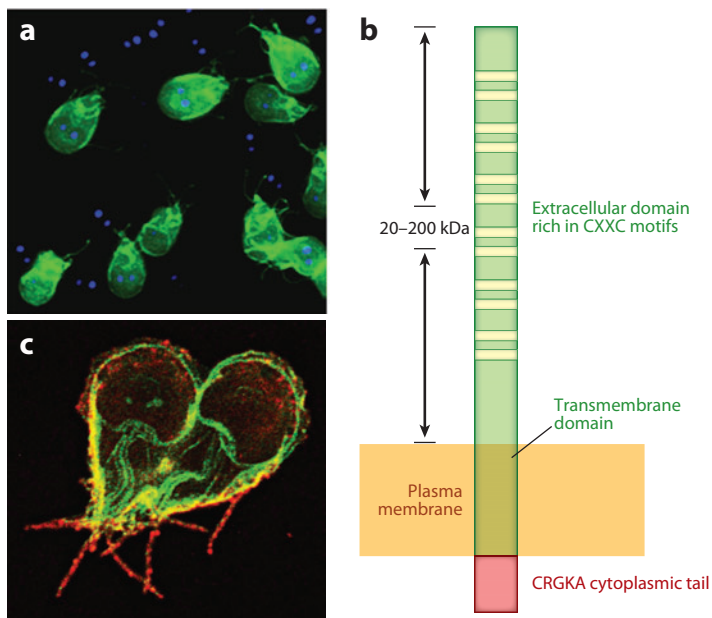 a
b
20–200 kDa
Extracellular domain
rich in CXXC motifs
Transmembrane
domain
Plasma
membrane
CRGKA cytoplasmic tail
c